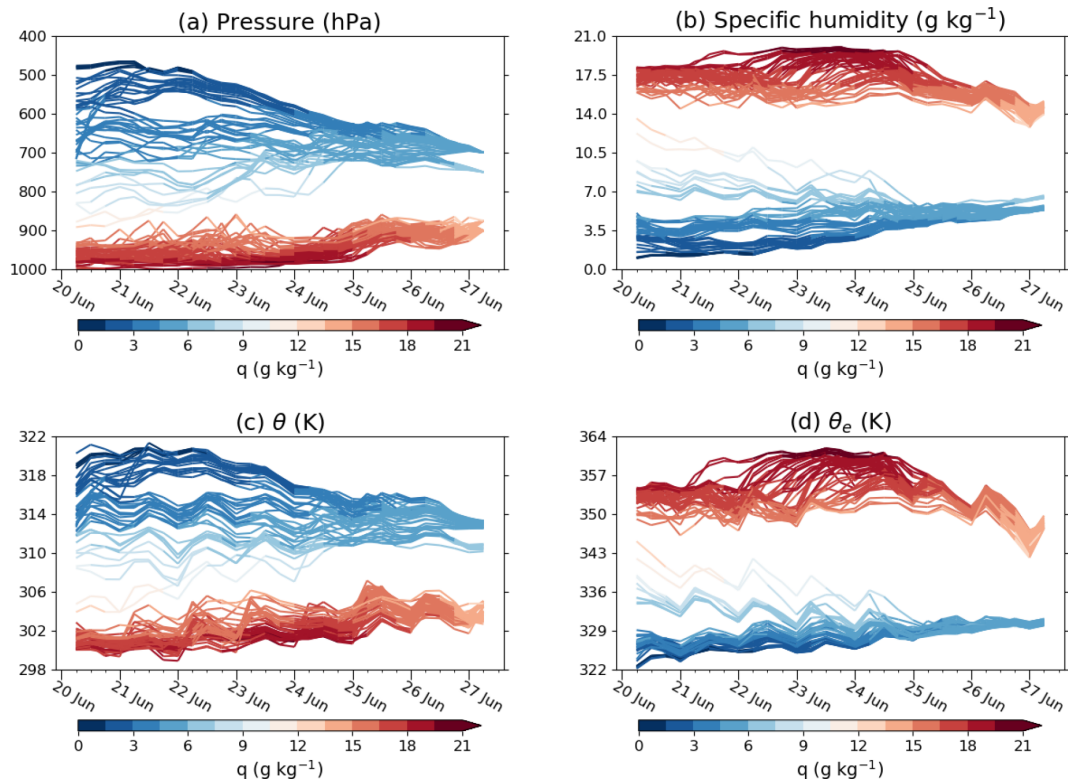 (a) Pressure (hPa)
400
500
600
700
800
900
1000
20 Jun
21 Jun
22 Jun
23 Jun
24 Jun
25 Jun
26 Jun
27 Jun
0 3 6 9 12 15 18 21
q (g kg⁻¹)
(b) Specific humidity (g kg⁻¹)
21.0
17.5
14.0
10.5
7.0
3.5
0.0
20 Jun
21 Jun
22 Jun
23 Jun
24 Jun
25 Jun
26 Jun
27 Jun
0 3 6 9 12 15 18 21
q (g kg⁻¹)
(c) θ (K)
322
318
314
310
306
302
298
20 Jun
21 Jun
22 Jun
23 Jun
24 Jun
25 Jun
26 Jun
27 Jun
0 3 6 9 12 15 18 21
q (g kg⁻¹)
(d) θₑ (K)
364
357
350
343
336
329
322
20 Jun
21 Jun
22 Jun
23 Jun
24 Jun
25 Jun
26 Jun
27 Jun
0 3 6 9 12 15 18 21
q (g kg⁻¹)